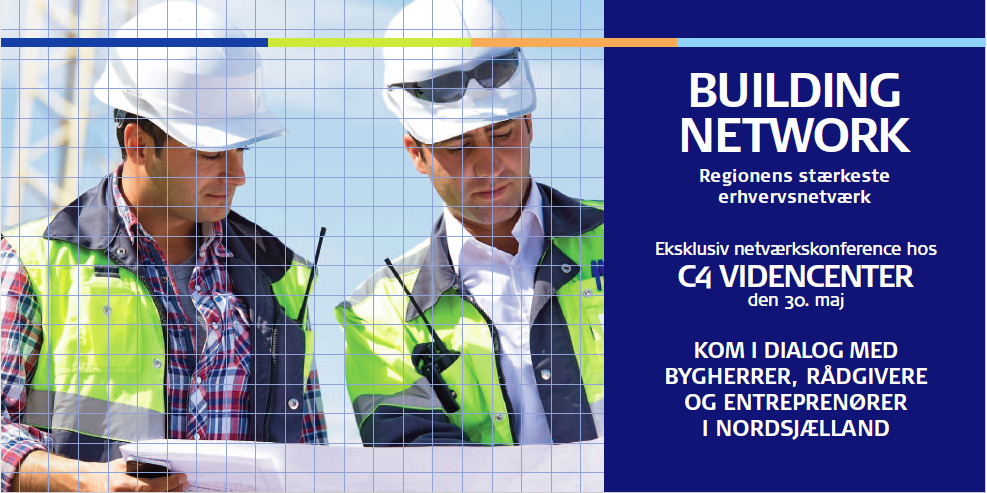 BUILDING
NETWORK
Regionens stærkeste
erhvervsnetværk
Eksklusiv netværkskonference hos
C4 VIDENCENTER
den 30. maj
KOM I DIALOG MED
BYGHERRER, RÅDGIVERE
OG ENTREPRENØRER
I NORDSJÆLLAND